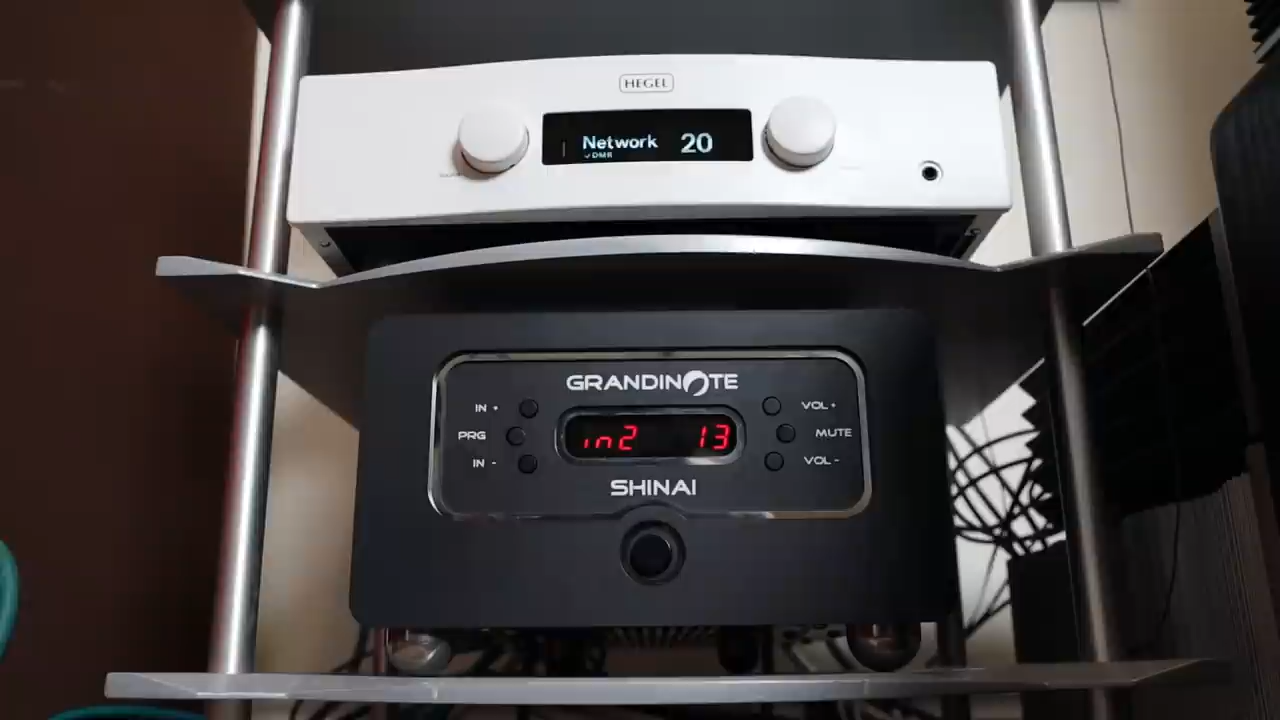 HEGEL
Network 20
✓DMR
GRANDINOTE
IN +
VOL+
PRG
in2 13
MUTE
IN -
VOL-
SHINAI